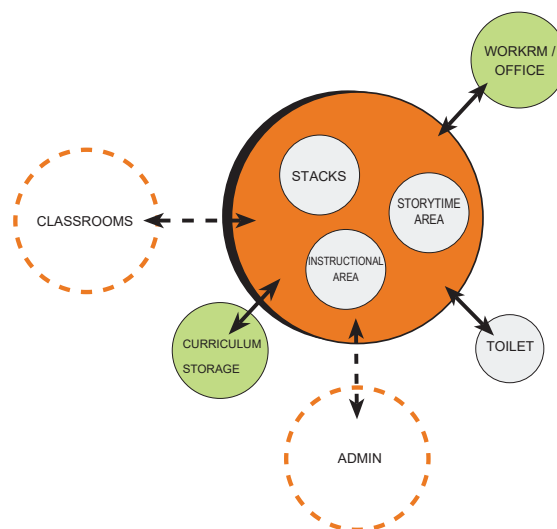 WORKRM /
OFFICE
STACKS
STORYTIME
AREA
CLASSROOMS
INSTRUCTIONAL
AREA
CURRICULUM
STORAGE
TOILET
ADMIN